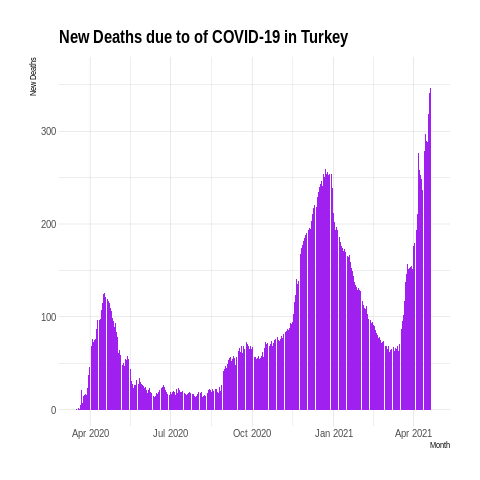 New Deaths due to of COVID-19 in Turkey
New Deaths
300
200
100
0
Apr 2020 Jul 2020 Oct 2020 Jan 2021 Apr 2021
Month